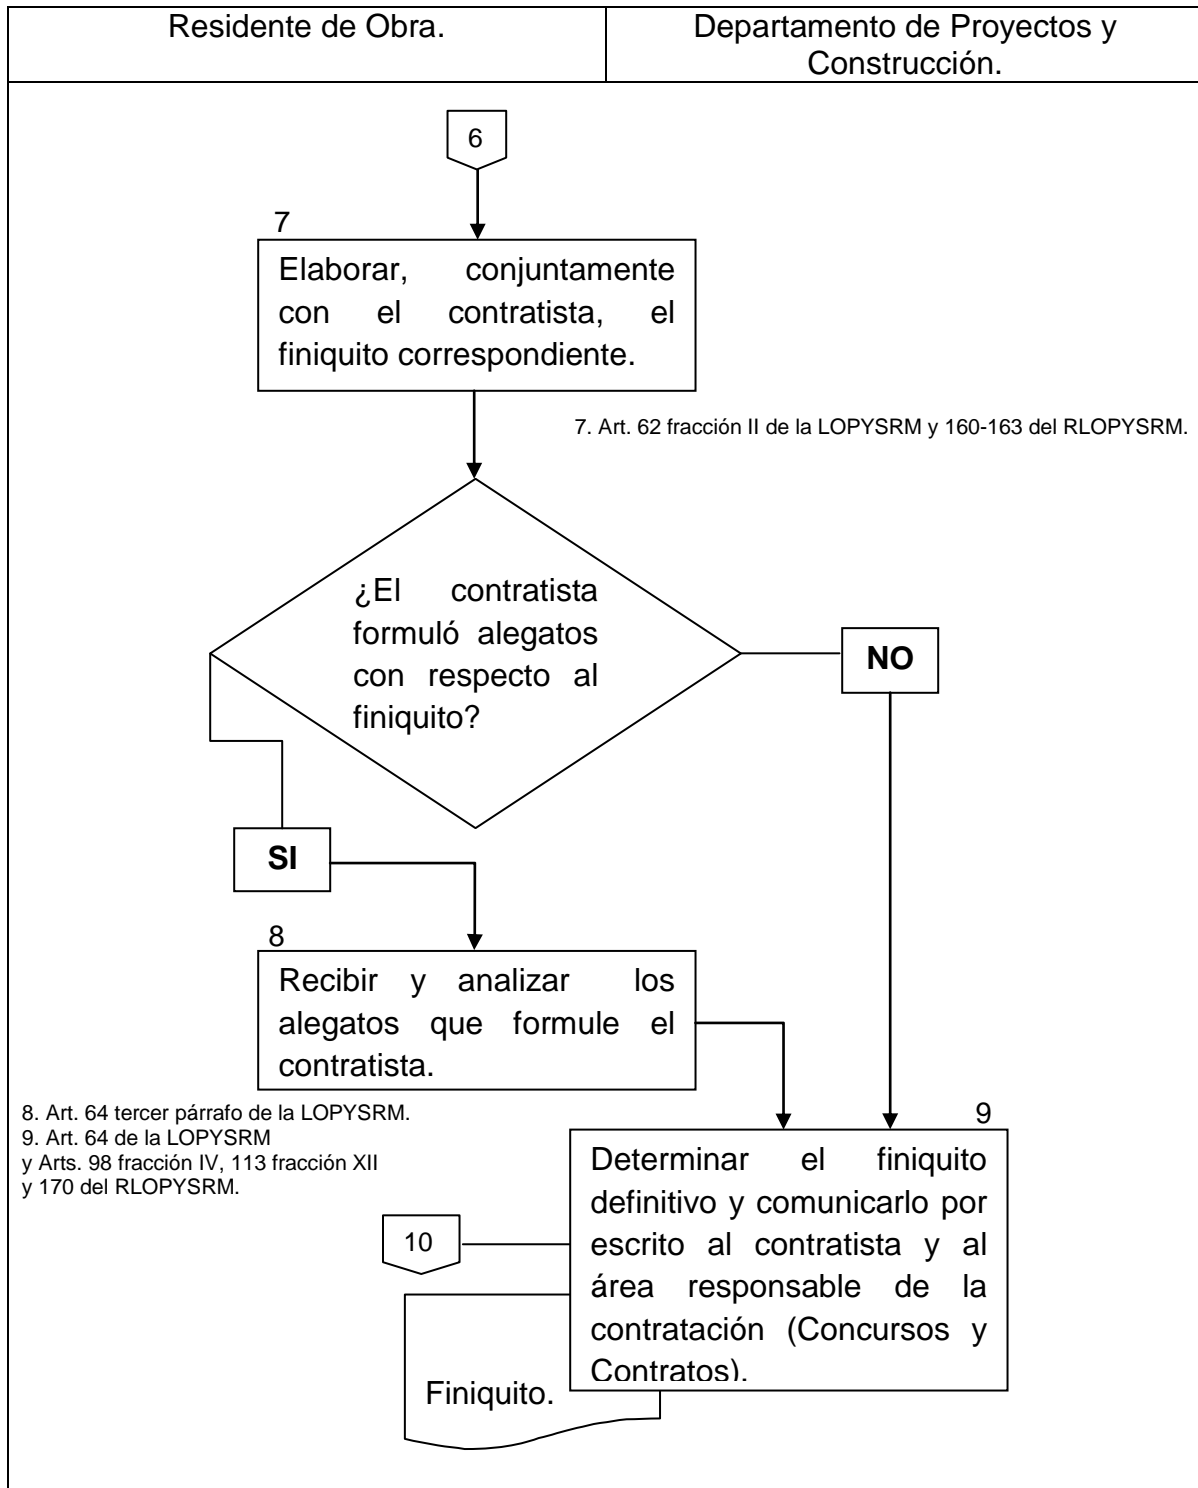 Residente de Obra.
Departamento de Proyectos y
Construcción.
6
7
Elaborar, conjuntamente
con el contratista, el
finiquito correspondiente.
7. Art. 62 fracción II de la LOPYSRM y 160-163 del RLOPYSRM.
¿El contratista
formuló alegatos
con respecto al
finiquito?
NO
SI
8
Recibir y analizar los
alegatos que formule el
contratista.
8. Art. 64 tercer párrafo de la LOPYSRM.
9. Art. 64 de la LOPYSRM
y Arts. 98 fracción IV, 113 fracción XII
y 170 del RLOPYSRM.
9
Determinar el finiquito
definitivo y comunicarlo por
escrito al contratista y al
área responsable de la
contratación (Concursos y
Contratos).
10
Finiquito.